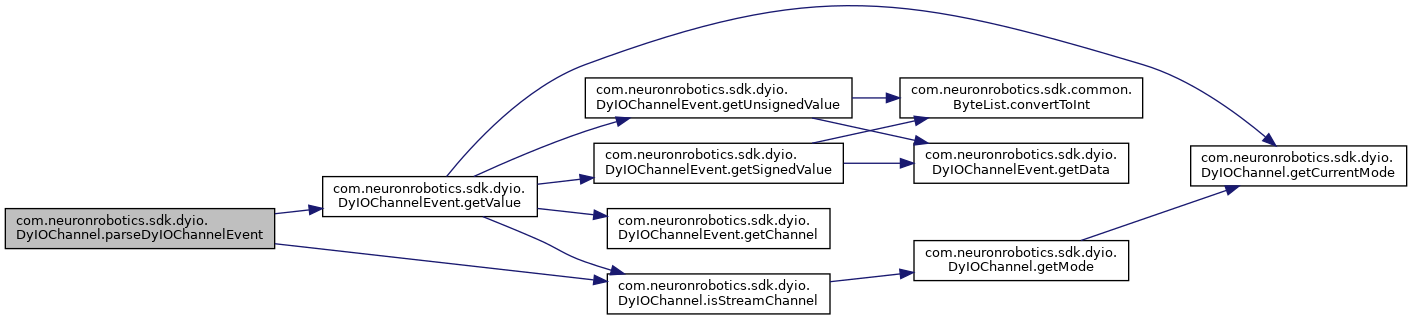 com.neuronrobotics.sdk.dyio.
DyIOChannel.parseDyIOChannelEvent
com.neuronrobotics.sdk.dyio.
DyIOChannelEvent.getValue
com.neuronrobotics.sdk.dyio.
DyIOChannelEvent.getUnsignedValue
com.neuronrobotics.sdk.dyio.
DyIOChannelEvent.getSignedValue
com.neuronrobotics.sdk.dyio.
DyIOChannelEvent.getChannel
com.neuronrobotics.sdk.dyio.
DyIOChannel.isStreamChannel
com.neuronrobotics.sdk.common.
ByteList.convertToInt
com.neuronrobotics.sdk.dyio.
DyIOChannelEvent.getData
com.neuronrobotics.sdk.dyio.
DyIOChannel.getMode
com.neuronrobotics.sdk.dyio.
DyIOChannel.getCurrentMode